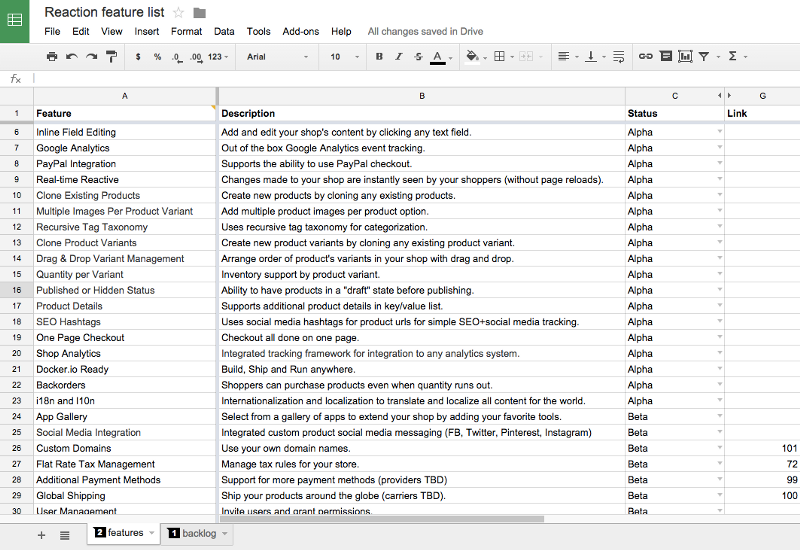 Reaction feature list
File Edit View Insert Format Data Tools Add-ons Help All changes saved in Drive
$ % .0 .00 123 Arial 10 B I S A Σ
fx
A B C G
1 Feature Description Status Link
6 Inline Field Editing Add and edit your shop's content by clicking any text field. Alpha
7 Google Analytics Out of the box Google Analytics event tracking. Alpha
8 PayPal Integration Supports the ability to use PayPal checkout. Alpha
9 Real-time Reactive Changes made to your shop are instantly seen by your shoppers (without page reloads). Alpha
10 Clone Existing Products Create new products by cloning any existing products. Alpha
11 Multiple Images Per Product Variant Add multiple product images per product option. Alpha
12 Recursive Tag Taxonomy Uses recursive tag taxonomy for categorization. Alpha
13 Clone Product Variants Create new product variants by cloning any existing product variant. Alpha
14 Drag & Drop Variant Management Arrange order of product's variants in your shop with drag and drop. Alpha
15 Quantity per Variant Inventory support by product variant. Alpha
16 Published or Hidden Status Ability to have products in a "draft" state before publishing. Alpha
17 Product Details Supports additional product details in key/value list. Alpha
18 SEO Hashtags Uses social media hashtags for product urls for simple SEO+social media tracking. Alpha
19 One Page Checkout Checkout all done on one page. Alpha
20 Shop Analytics Integrated tracking framework for integration to any analytics system. Alpha
21 Docker.io Ready Build, Ship and Run anywhere. Alpha
22 Backorders Shoppers can purchase products even when quantity runs out. Alpha
23 i18n and l10n Internationalization and localization to translate and localize all content for the world. Alpha
24 App Gallery Select from a gallery of apps to extend your shop by adding your favorite tools. Beta
25 Social Media Integration Integrated custom product social media messaging (FB, Twitter, Pinterest, Instagram) Beta
26 Custom Domains Use your own domain names. Beta 101
27 Flat Rate Tax Management Manage tax rules for your store. Beta 72
28 Additional Payment Methods Support for more payment methods (providers TBD) Beta 99
29 Global Shipping Ship your products around the globe (carriers TBD). Beta 100
30 User Management Invite users and grant permissions. Beta
2 features 1 backlog